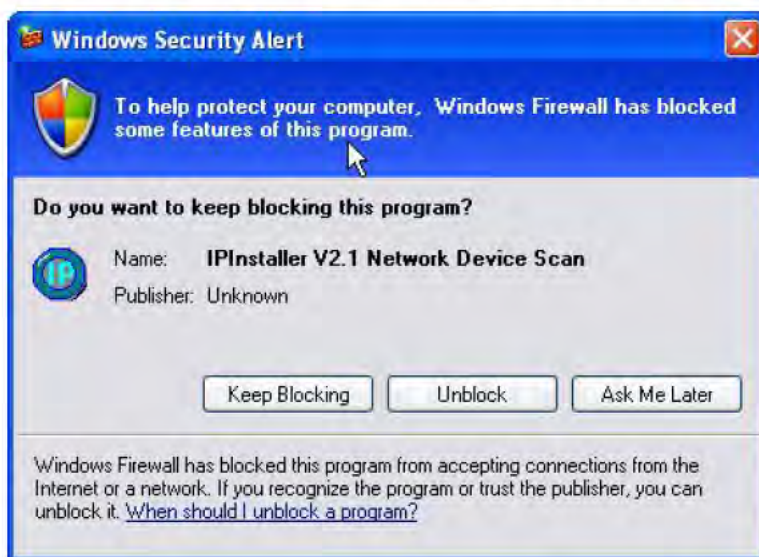 Windows Security Alert
To help protect your computer, Windows Firewall has blocked
some features of this program.
Do you want to keep blocking this program?
IP
Name: IPInstaller V2.1 Network Device Scan
Publisher: Unknown
Keep Blocking Unblock Ask Me Later
Windows Firewall has blocked this program from accepting connections from the
Internet or a network. If you recognize the program or trust the publisher, you can
unblock it. When should I unblock a program?